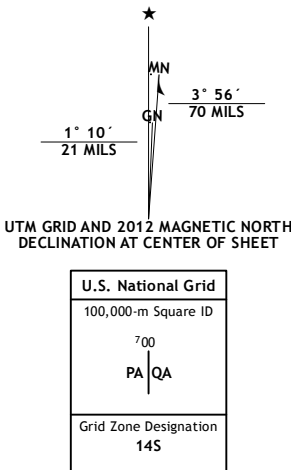 ★
MN
GN
3° 56´
70 MILS
1° 10´
21 MILS
UTM GRID AND 2012 MAGNETIC NORTH
DECLINATION AT CENTER OF SHEET
U.S. National Grid
100,000-m Square ID
⁷00
PA QA
Grid Zone Designation
14S